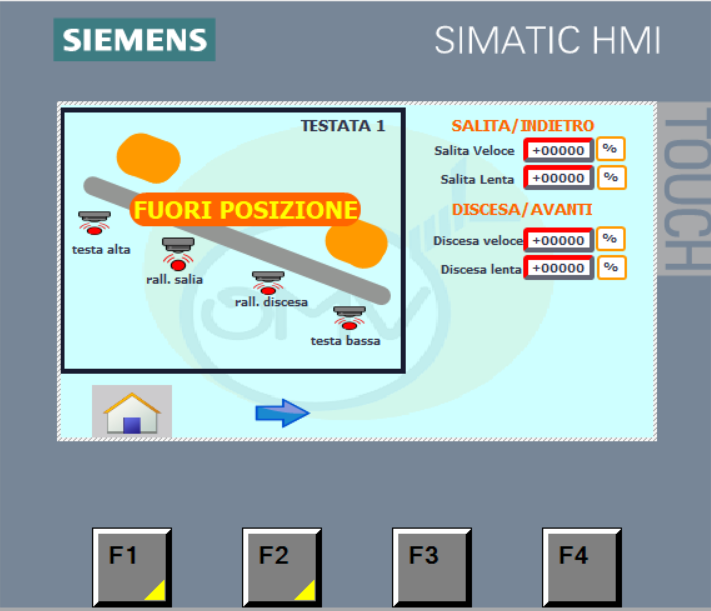 SIEMENS
SIMATIC HMI
TOUCH
TESTATA 1
FUORI POSIZIONE
testa alta
rall. salia
rall. discesa
testa bassa
SALITA/INDIETRO
Salita Veloce +00000 %
Salita Lenta +00000 %
DISCESA/AVANTI
Discesa veloce +00000 %
Discesa lenta +00000 %
OMV
F1
F2
F3
F4